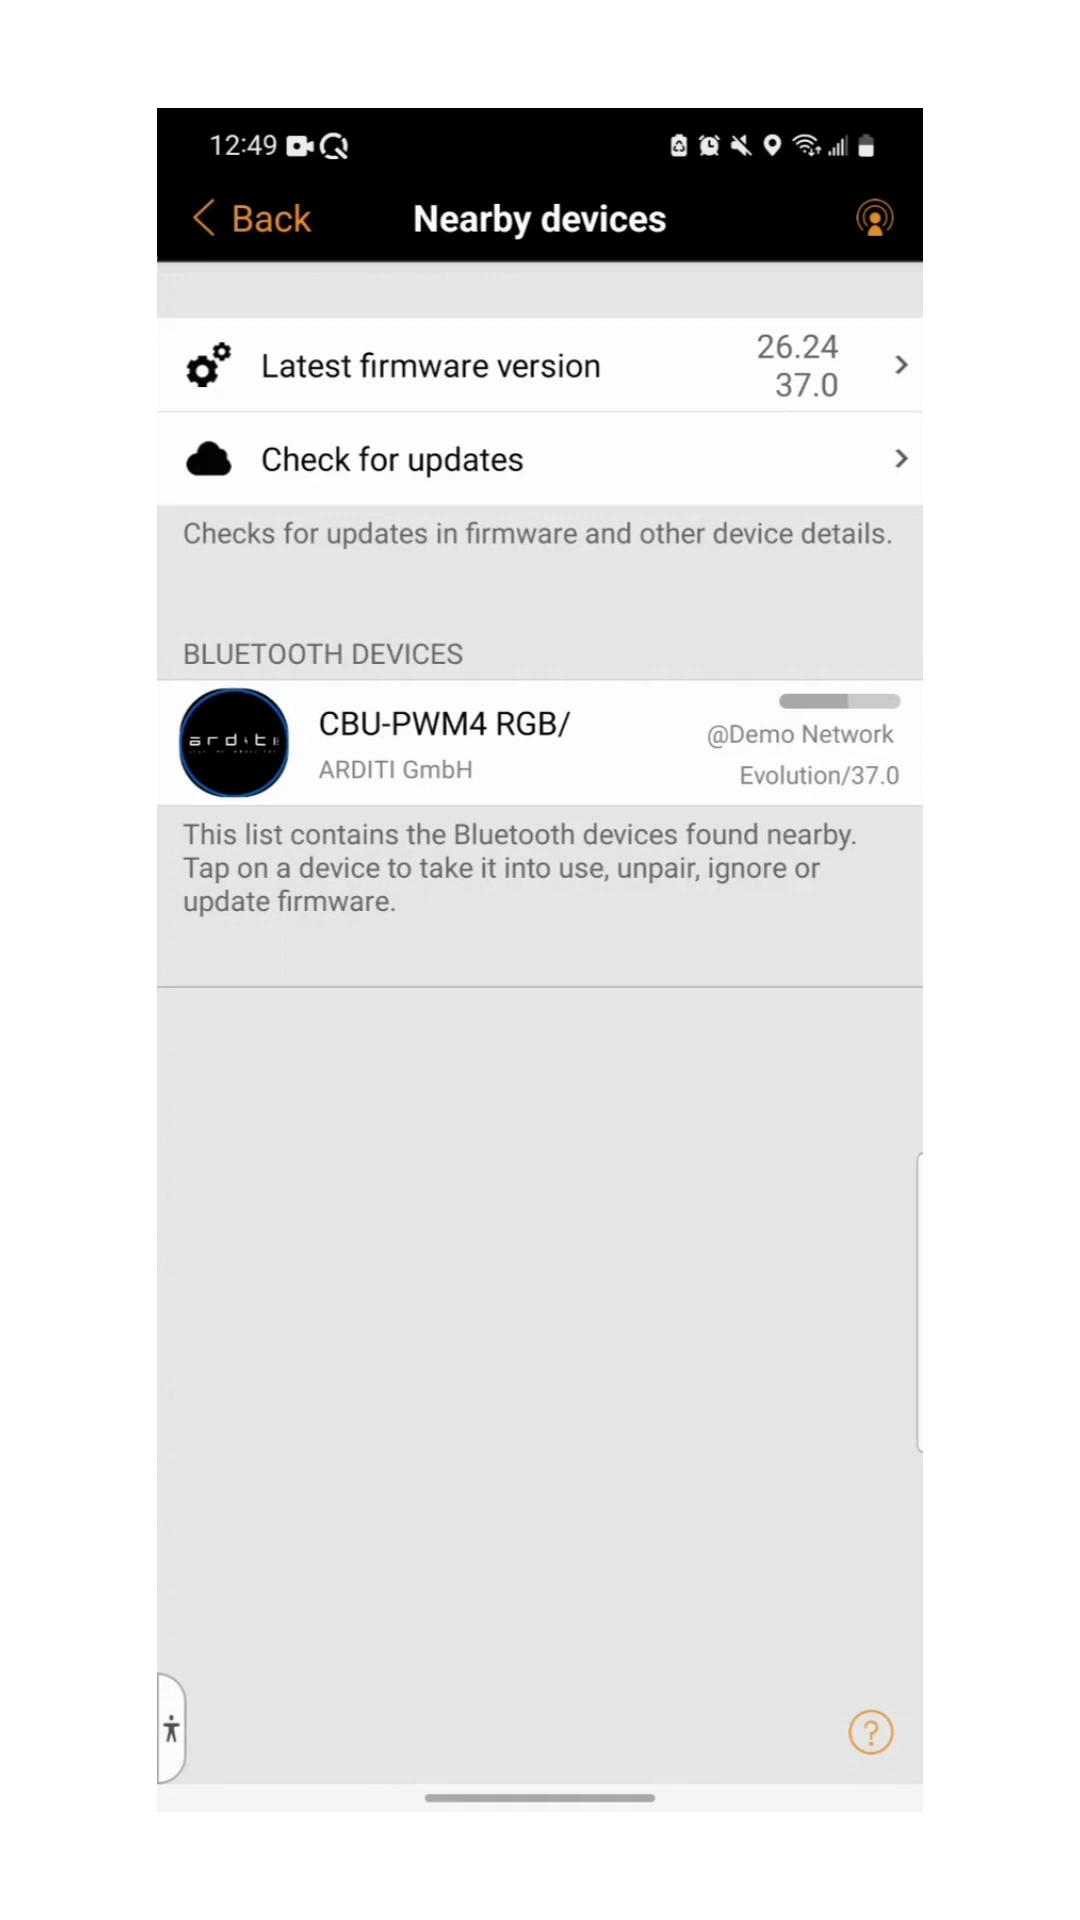 12:49
Back
Nearby devices
Latest firmware version
26.24
37.0
Check for updates
Checks for updates in firmware and other device details.
BLUETOOTH DEVICES
arditi
CBU-PWM4 RGB/
ARDITI GmbH
@Demo Network
Evolution/37.0
This list contains the Bluetooth devices found nearby.
Tap on a device to take it into use, unpair, ignore or
update firmware.
?